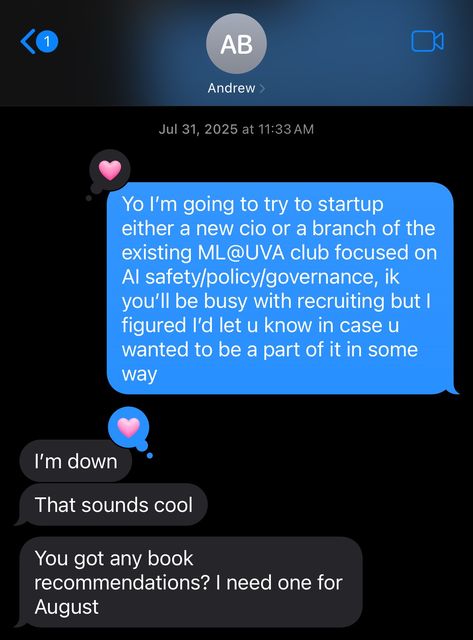 1
AB
Andrew
Jul 31, 2025 at 11:33 AM
Yo I’m going to try to startup
either a new cio or a branch of the
existing ML@UVA club focused on
AI safety/policy/governance, ik
you’ll be busy with recruiting but I
figured I’d let u know in case u
wanted to be a part of it in some
way
I’m down
That sounds cool
You got any book
recommendations? I need one for
August